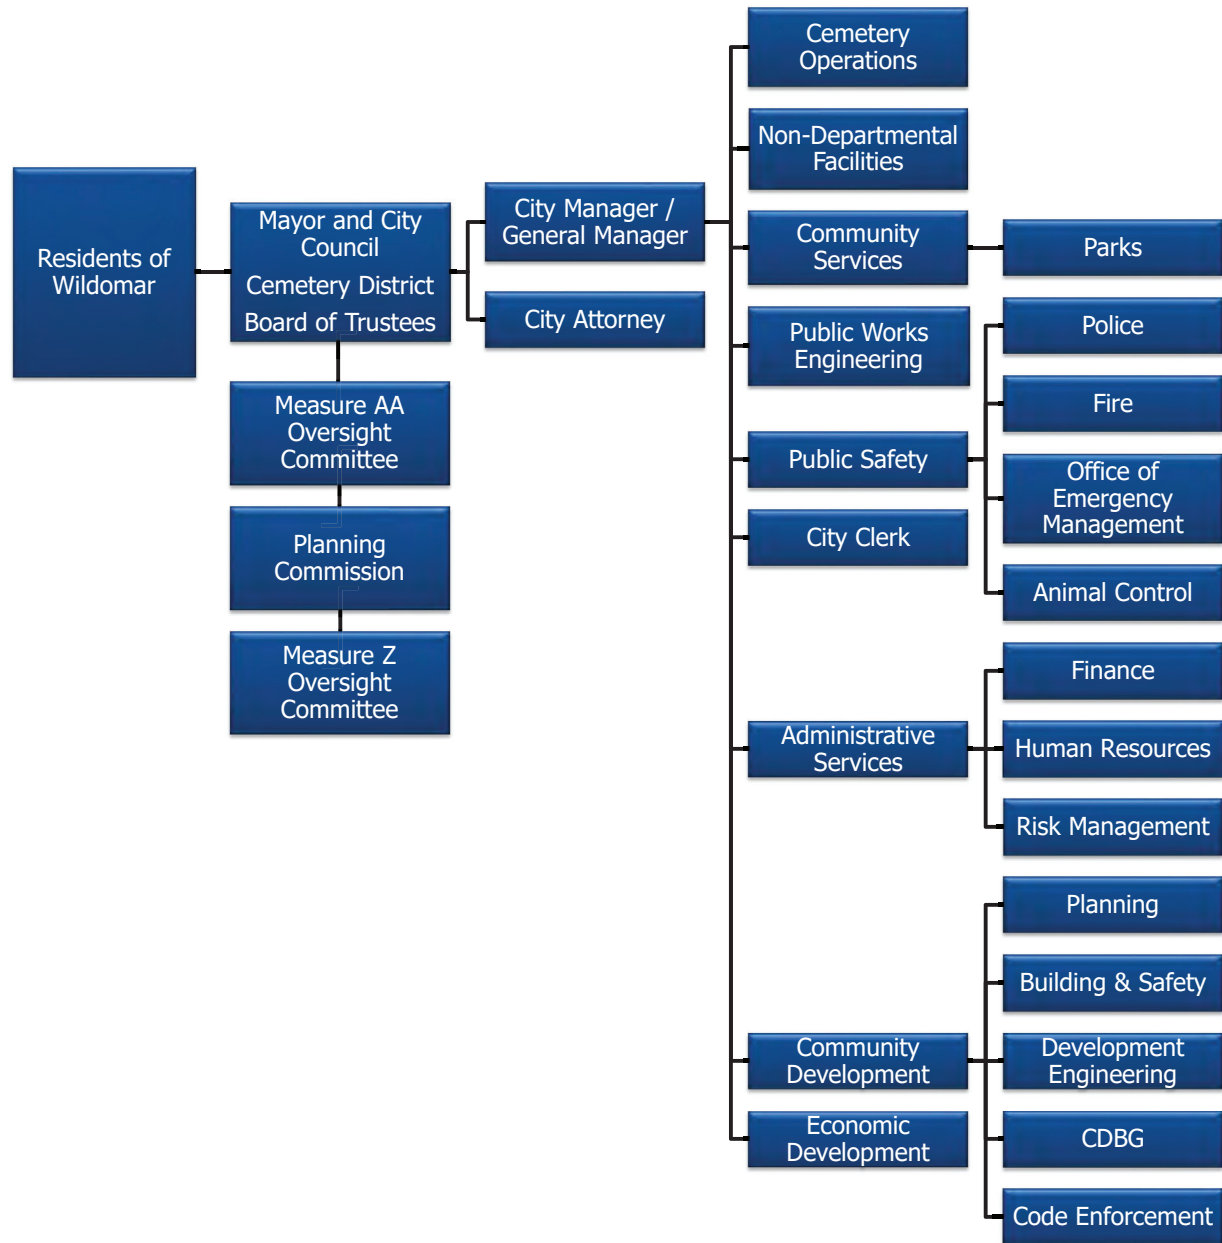 Residents of
Wildomar
Mayor and City
Council
Cemetery District
Board of Trustees
Measure AA
Oversight
Committee
Planning
Commission
Measure Z
Oversight
Committee
City Manager /
General Manager
City Attorney
Cemetery
Operations
Non-Departmental
Facilities
Community
Services
Parks
Public Works
Engineering
Public Safety
Police
Fire
Office of
Emergency
Management
Animal Control
City Clerk
Administrative
Services
Finance
Human Resources
Risk Management
Community
Development
Planning
Building & Safety
Development
Engineering
CDBG
Code Enforcement
Economic
Development